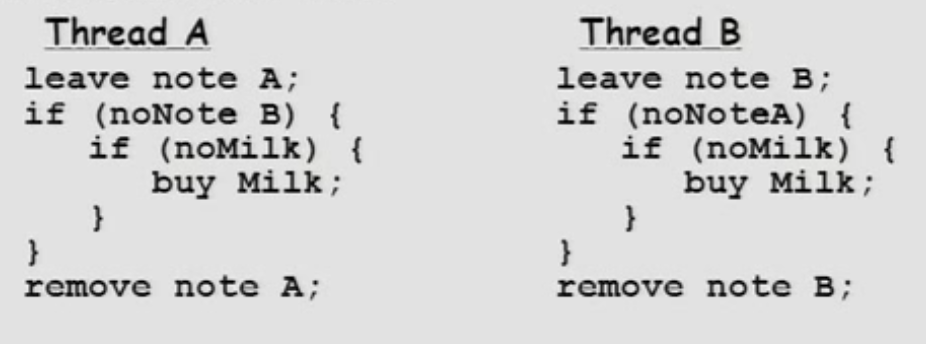 Thread A
leave note A;
if (noNote B) {
if (noMilk) {
buy Milk;
}
}
remove note A;
Thread B
leave note B;
if (noNoteA) {
if (noMilk) {
buy Milk;
}
}
remove note B;